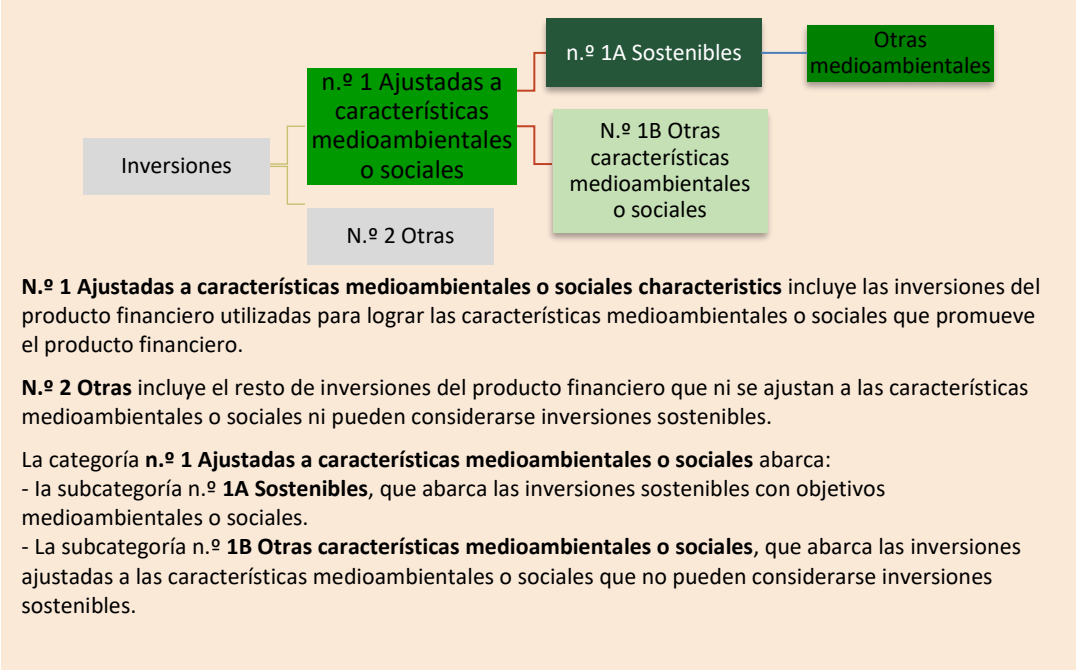 n.º 1A Sostenibles
Otras
medioambientales
n.º 1 Ajustadas a
características
medioambientales
o sociales
N.º 1B Otras
características
medioambientales
o sociales
Inversiones
N.º 2 Otras
N.º 1 Ajustadas a características medioambientales o sociales characteristics incluye las inversiones del
producto financiero utilizadas para lograr las características medioambientales o sociales que promueve
el producto financiero.
N.º 2 Otras incluye el resto de inversiones del producto financiero que ni se ajustan a las características
medioambientales o sociales ni pueden considerarse inversiones sostenibles.
La categoría n.º 1 Ajustadas a características medioambientales o sociales abarca:
- la subcategoría n.º 1A Sostenibles, que abarca las inversiones sostenibles con objetivos
medioambientales o sociales.
- La subcategoría n.º 1B Otras características medioambientales o sociales, que abarca las inversiones
ajustadas a las características medioambientales o sociales que no pueden considerarse inversiones
sostenibles.